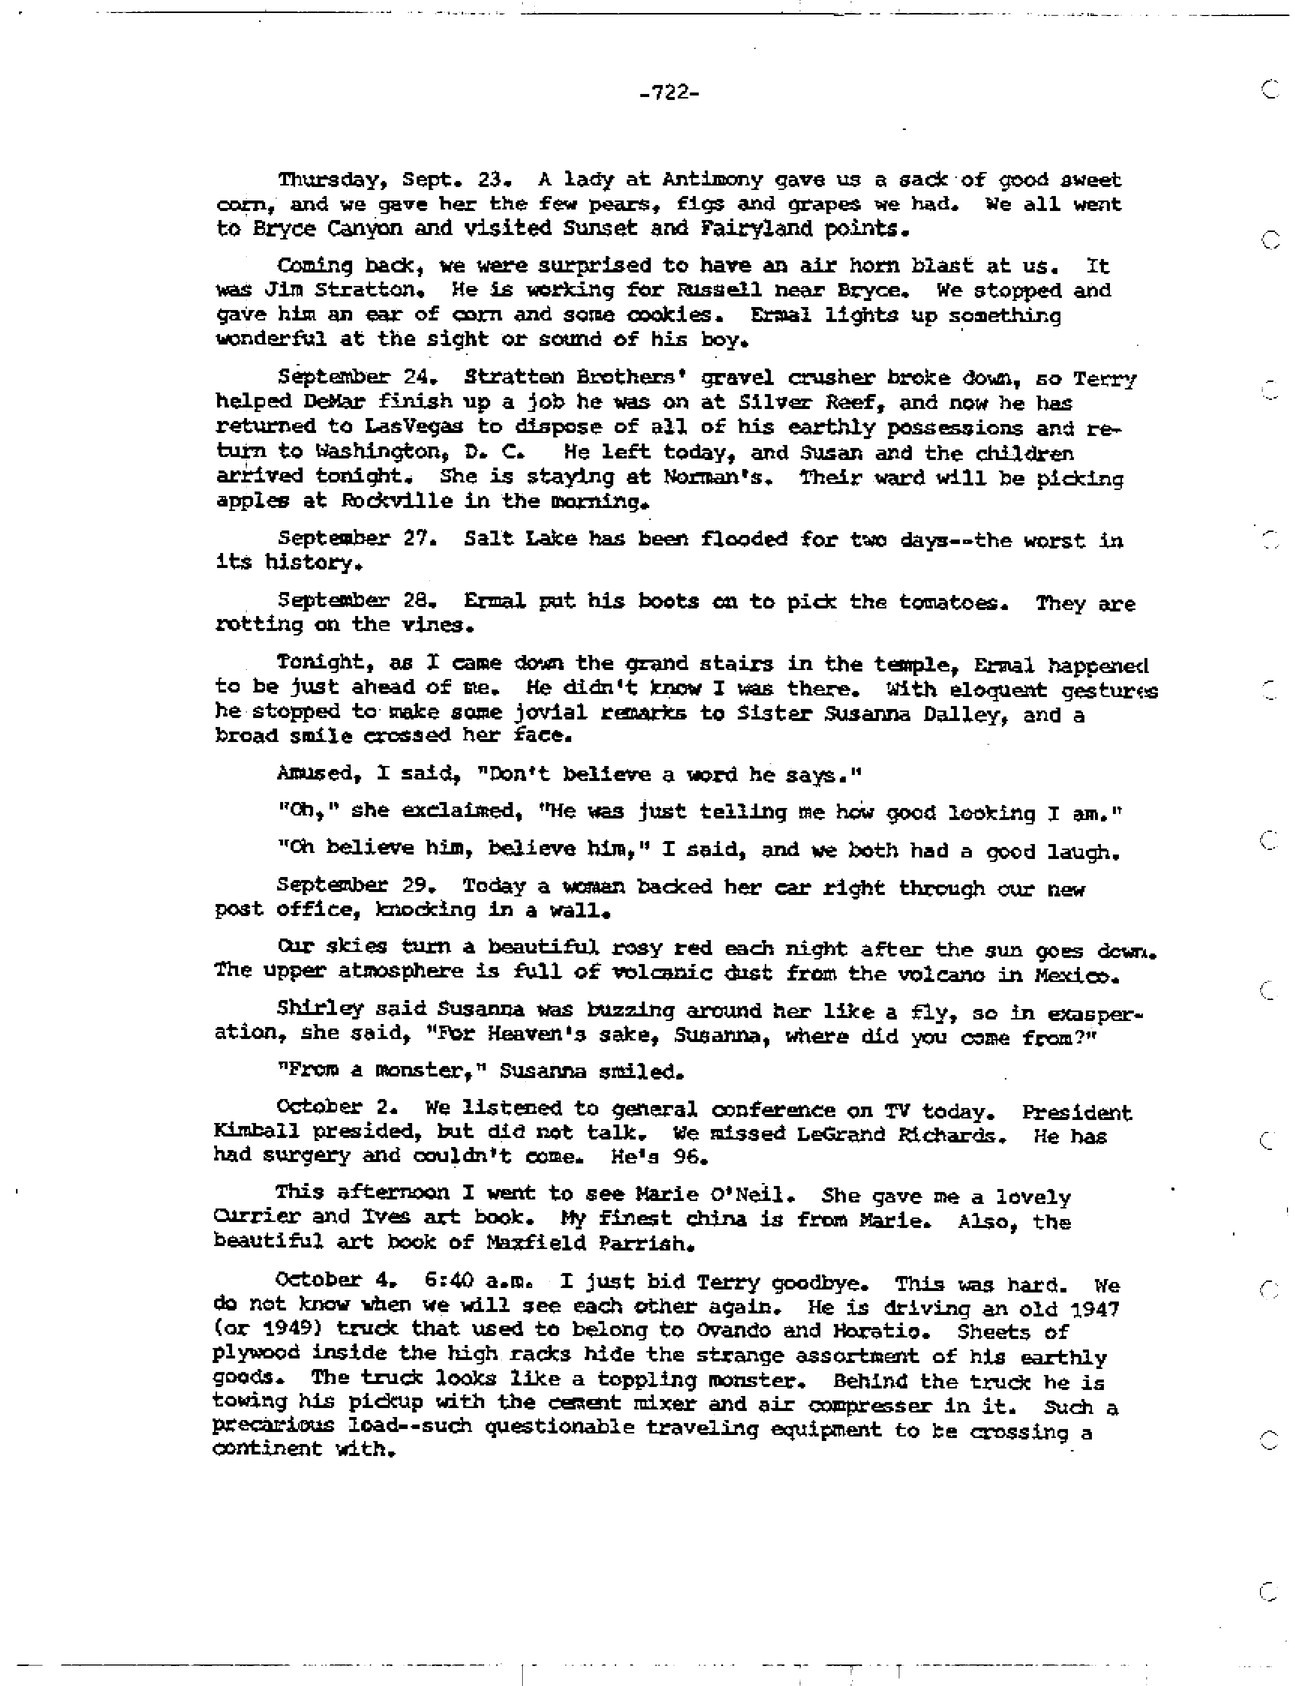 -722-
Thursday, Sept. 23. A lady at Antimony gave us a sack of good sweet
corn, and we gave her the few pears, figs and grapes we had. We all went
to Bryce Canyon and visited Sunset and Fairyland points.
Coming back, we were surprised to have an air horn blast at us. It
was Jim Stratton. He is working for Russell near Bryce. We stopped and
gave him an ear of corn and some cookies. Ermal lights up something
wonderful at the sight or sound of his boy.
September 24. Stratton Brothers' gravel crusher broke down, so Terry
helped DeMar finish up a job he was on at Silver Reef, and now he has
returned to LasVegas to dispose of all of his earthly possessions and re-
turn to Washington, D. C. He left today, and Susan and the children
arrived tonight. She is staying at Norman's. Their ward will be picking
apples at Rockville in the morning.
September 27. Salt Lake has been flooded for two days--the worst in
its history.
September 28. Ermal put his boots on to pick the tomatoes. They are
rotting on the vines.
Tonight, as I came down the grand stairs in the temple, Ermal happened
to be just ahead of me. He didn't know I was there. With eloquent gestures
he stopped to make some jovial remarks to Sister Susanna Dalley, and a
broad smile crossed her face.
Amused, I said, "Don't believe a word he says."
"Oh," she exclaimed, "He was just telling me how good looking I am."
"Oh believe him, believe him," I said, and we both had a good laugh.
September 29. Today a woman backed her car right through our new
post office, knocking in a wall.
Our skies turn a beautiful rosy red each night after the sun goes down.
The upper atmosphere is full of volcanic dust from the volcano in Mexico.
Shirley said Susanna was buzzing around her like a fly, so in exasper-
ation, she said, "For Heaven's sake, Susanna, where did you come from?"
"From a monster," Susanna smiled.
October 2. We listened to general conference on TV today. President
Kimball presided, but did not talk. We missed LeGrand Richards. He has
had surgery and couldn't come. He's 96.
This afternoon I went to see Marie O'Neil. She gave me a lovely
Currier and Ives art book. My finest china is from Marie. Also, the
beautiful art book of Maxfield Parrish.
October 4. 6:40 a.m. I just bid Terry goodbye. This was hard. We
do not know when we will see each other again. He is driving an old 1947
(or 1949) truck that used to belong to Ovando and Horatio. Sheets of
plywood inside the high racks hide the strange assortment of his earthly
goods. The truck looks like a toppling monster. Behind the truck he is
towing his pickup with the cement mixer and air compresser in it. Such a
precarious load--such questionable traveling equipment to be crossing a
continent with.